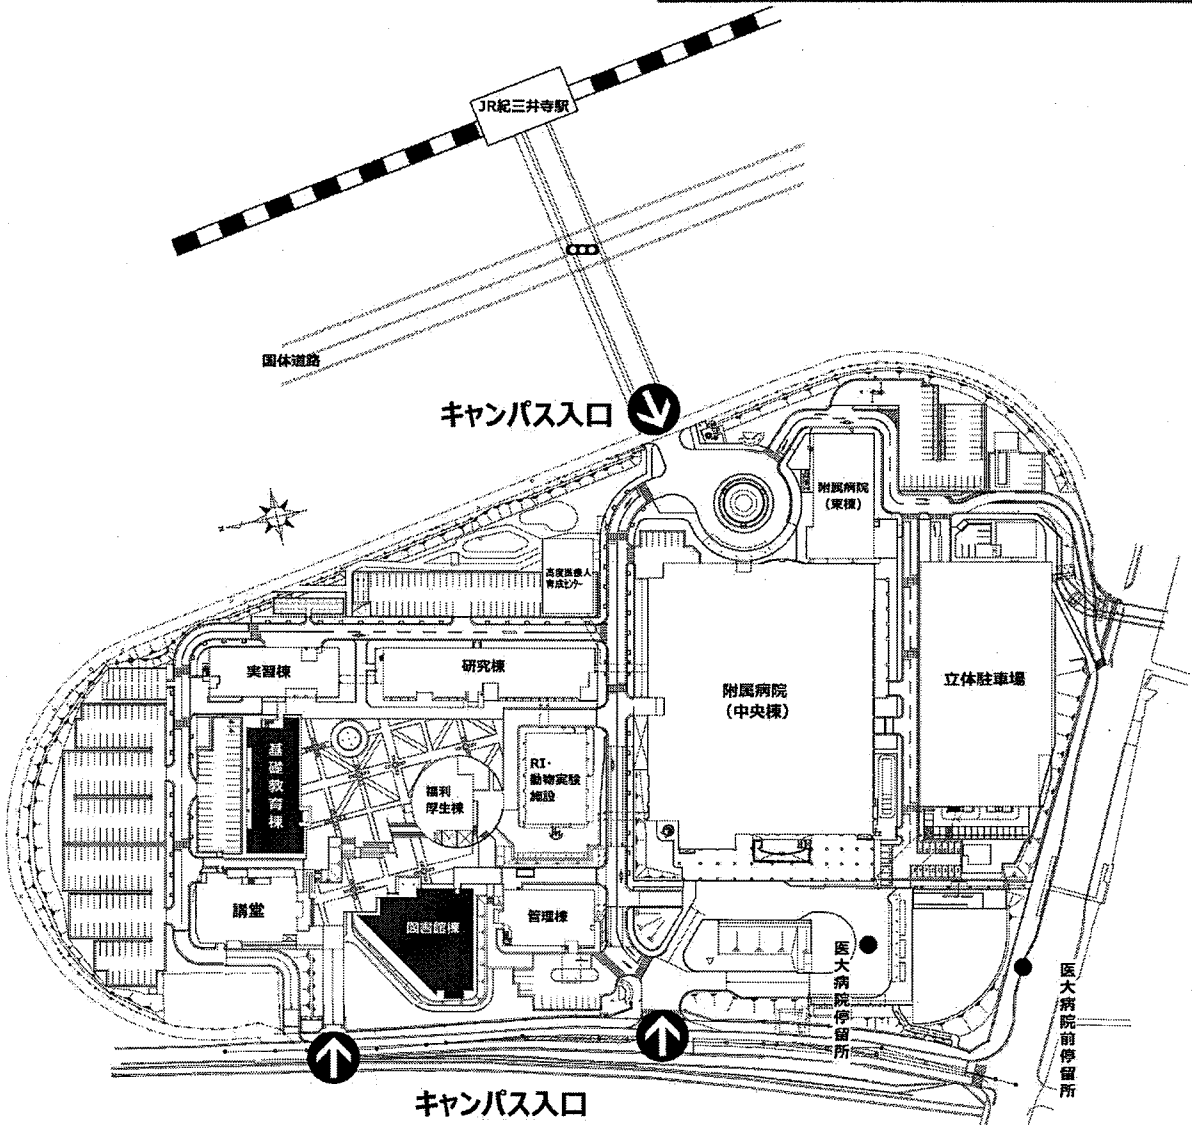 JR紀三井寺駅
国体道路
キャンパス入口
附属病院
（東棟）
高度医療人
育成センター
実習棟
研究棟
附属病院
（中央棟）
立体駐車場
基礎教育棟
福利
厚生棟
RI・
動物実験
施設
講堂
図書館棟
管理棟
医大病院停留所
医大病院前停留所
キャンパス入口